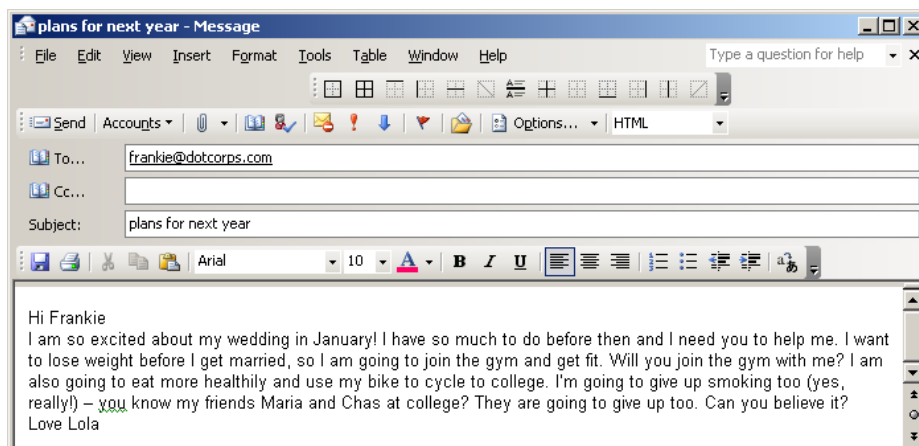 plans for next year - Message
File Edit View Insert Format Tools Table Window Help Type a question for help
Send Accounts Options... HTML
To... frankie@dotcorps.com
Cc...
Subject: plans for next year
Arial 10 A B I U
Hi Frankie
I am so excited about my wedding in January! I have so much to do before then and I need you to help me. I want
to lose weight before I get married, so I am going to join the gym and get fit. Will you join the gym with me? I am
also going to eat more healthily and use my bike to cycle to college. I'm going to give up smoking too (yes,
really!) – you know my friends Maria and Chas at college? They are going to give up too. Can you believe it?
Love Lola